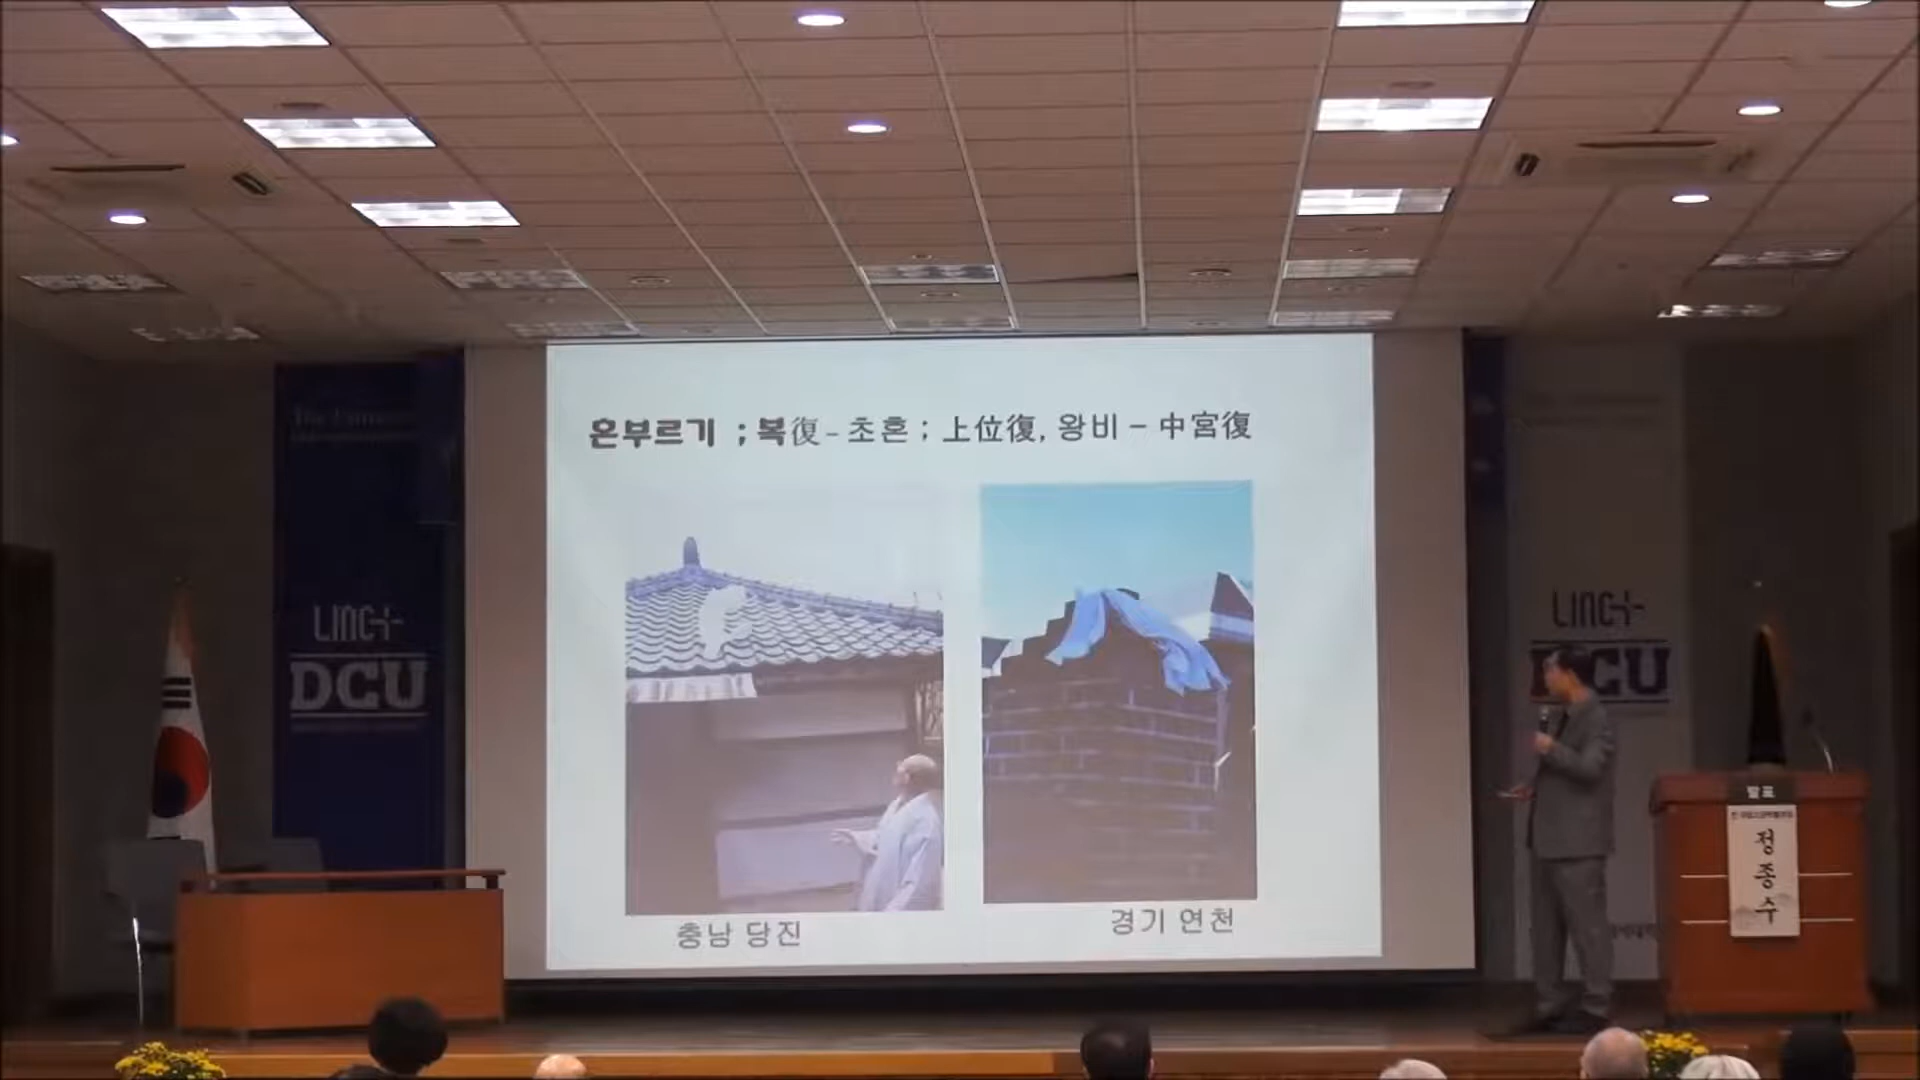 혼부르기 ; 복復 - 초혼 ; 上位復, 왕비 - 中宮復
충남 당진
경기 연천
LINC+
DCU
LINC+
DCU
발표
정종수